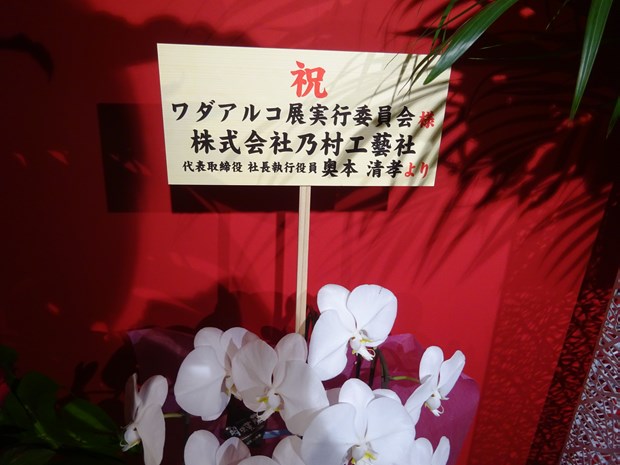 祝
ワダアルコ展実行委員会様
株式会社乃村工藝社
代表取締役 社長執行役員 奥本 清孝より